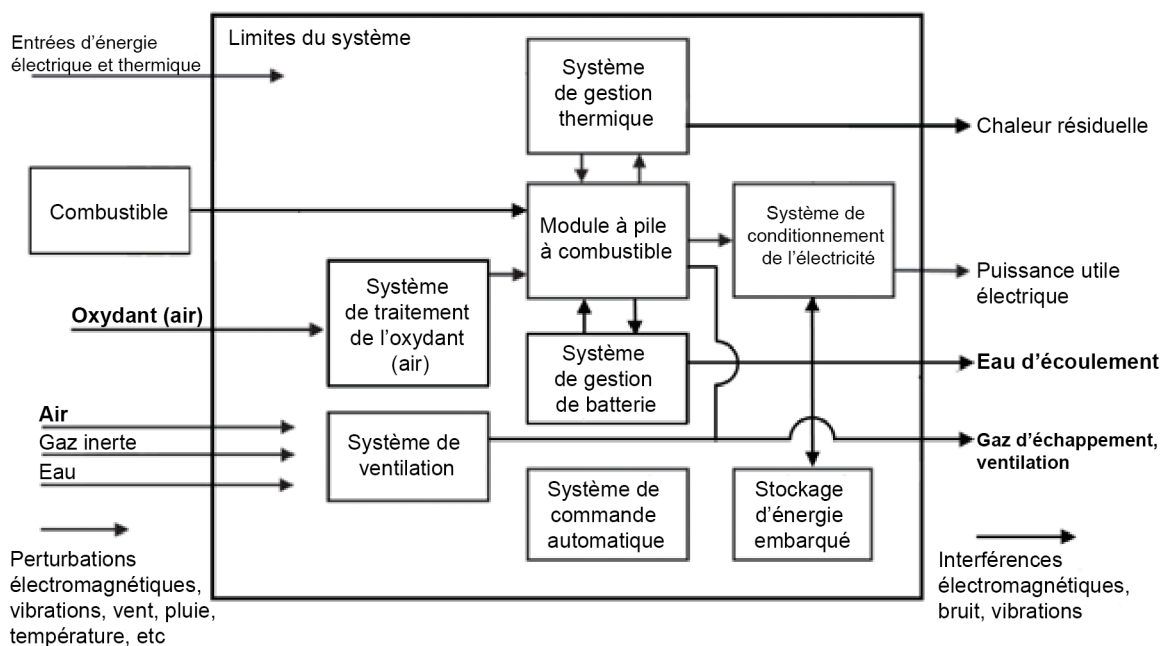 Entrées d'énergie
électrique et thermique
Limites du système
Système
de gestion
thermique
Chaleur résiduelle
Combustible
Module à pile
à combustible
Système de
conditionnement
de l'électricité
Puissance utile
électrique
Oxydant (air)
Système
de traitement
de l'oxydant
(air)
Système
de gestion
de batterie
Eau d'écoulement
Air
Gaz inerte
Eau
Système de
ventilation
Gaz d'échappement,
ventilation
Système de
commande
automatique
Stockage
d'énergie
embarqué
Perturbations
électromagnétiques,
vibrations, vent, pluie,
température, etc
Interférences
électromagnétiques,
bruit, vibrations